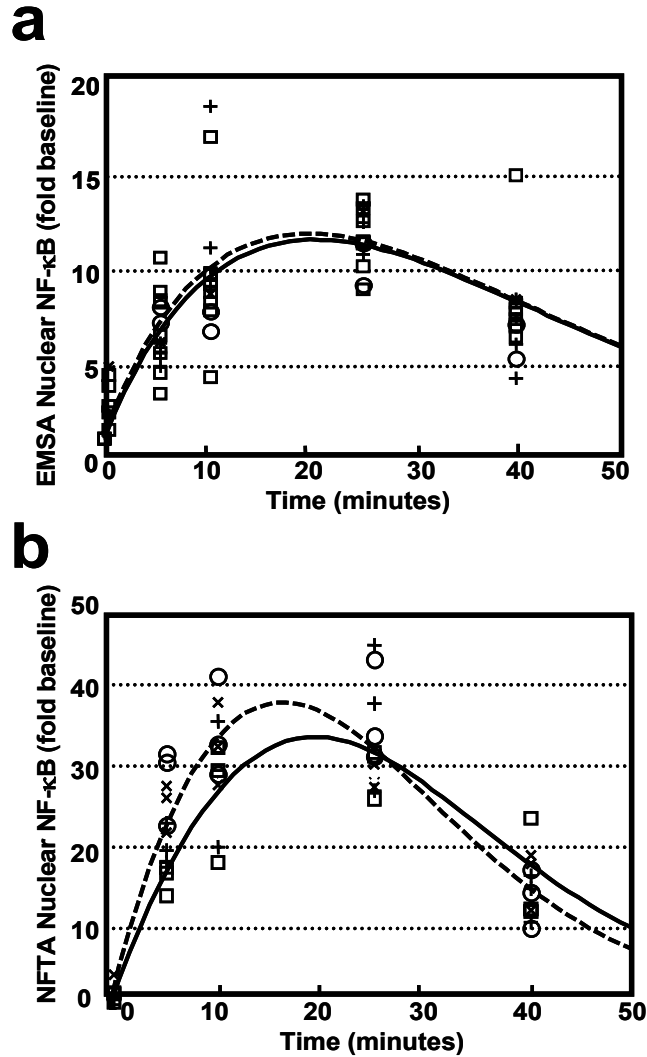 a
EMSA Nuclear NF-κB (fold baseline)
20
15
10
5
0
0 10 20 30 40 50
Time (minutes)
b
NFTA Nuclear NF-κB (fold baseline)
50
40
30
20
10
0
0 10 20 30 40 50
Time (minutes)